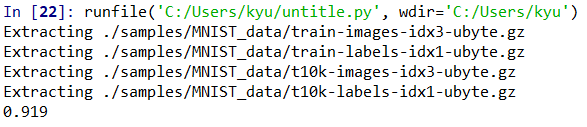 In [22]: runfile('C:/Users/kyu/untitle.py', wdir='C:/Users/kyu')
Extracting ./samples/MNIST_data/train-images-idx3-ubyte.gz
Extracting ./samples/MNIST_data/train-labels-idx1-ubyte.gz
Extracting ./samples/MNIST_data/t10k-images-idx3-ubyte.gz
Extracting ./samples/MNIST_data/t10k-labels-idx1-ubyte.gz
0.919